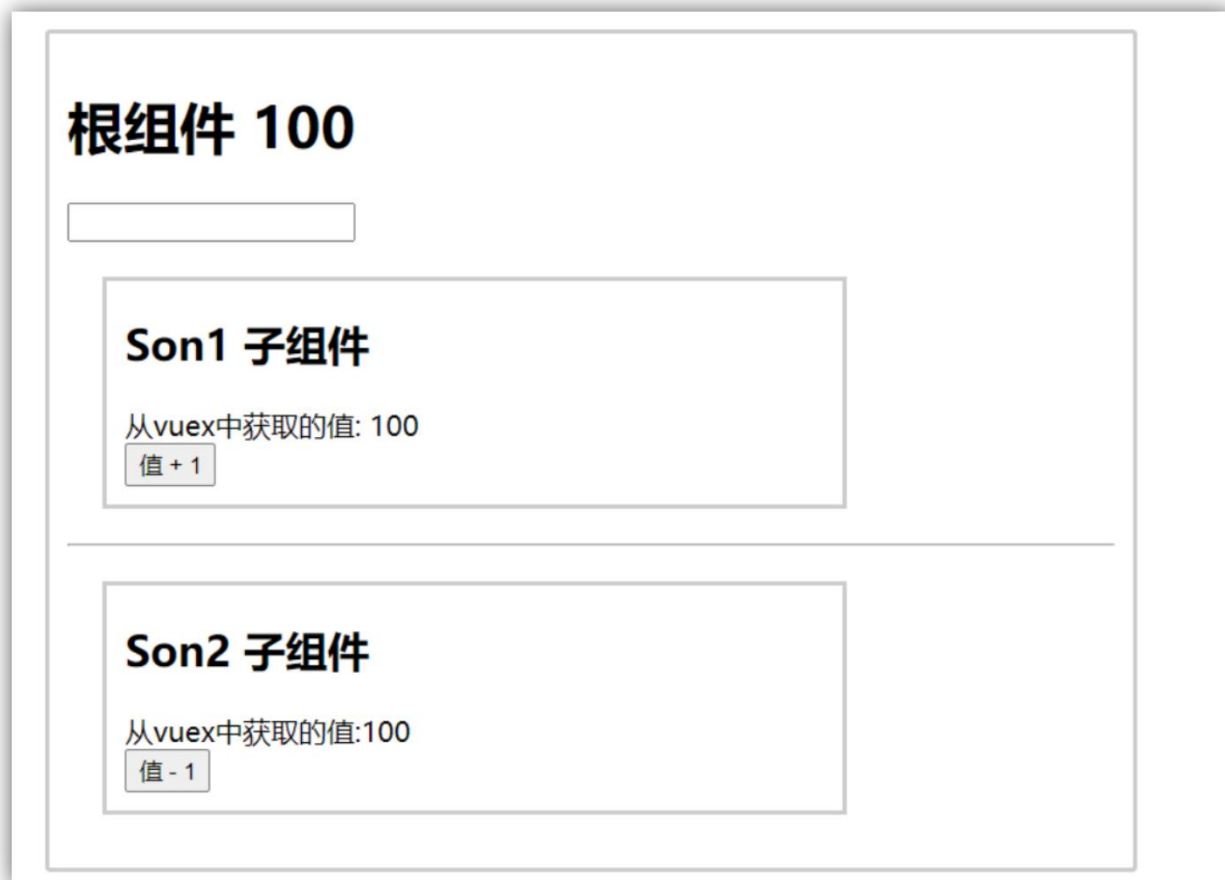 根组件 100
Son1 子组件
从vuex中获取的值: 100
值 + 1
Son2 子组件
从vuex中获取的值:100
值 - 1